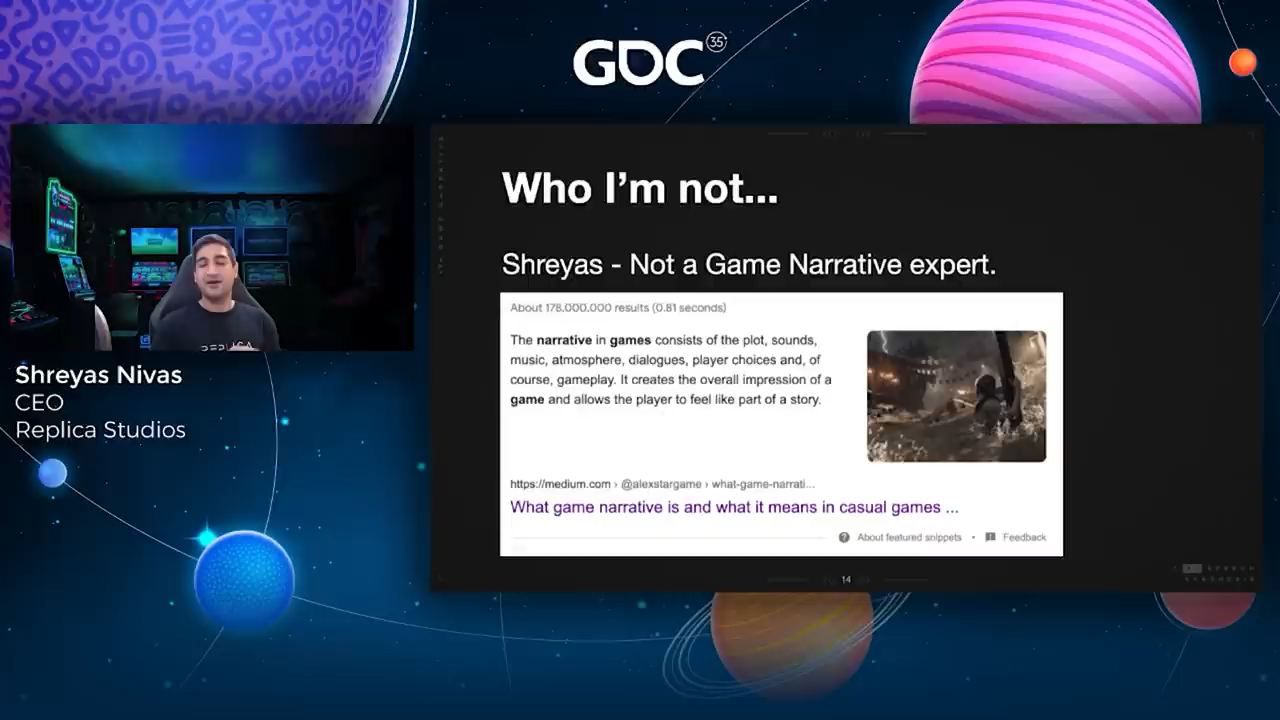 GDC 35
Who I'm not...
Shreyas - Not a Game Narrative expert.
About 178,000,000 results (0.81 seconds)
The narrative in games consists of the plot, sounds,
music, atmosphere, dialogues, player choices and, of
course, gameplay. It creates the overall impression of a
game and allows the player to feel like part of a story.
https://medium.com › @alexstargame › what-game-narrati...
What game narrative is and what it means in casual games ...
About featured snippets • Feedback
14
Shreyas Nivas
CEO
Replica Studios